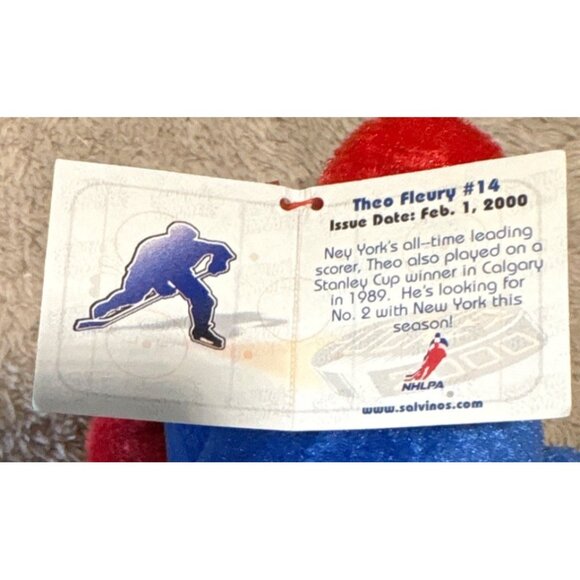 Theo Fleury #14
Issue Date: Feb. 1, 2000
Ney York's all-time leading
scorer, Theo also played on a
Stanley Cup winner in Calgary
in 1989. He's looking for
No. 2 with New York this
season!
NHLPA
www.salvinos.com